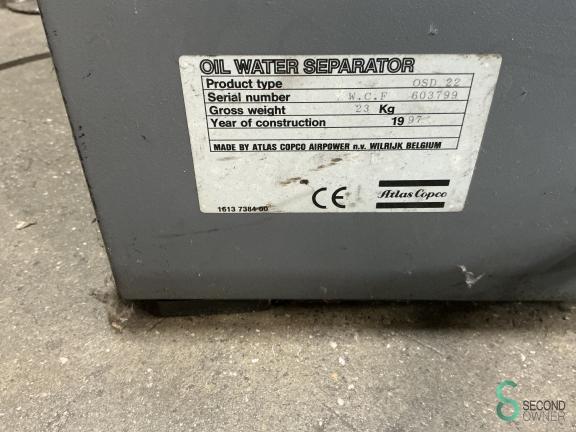 OIL WATER SEPARATOR
Product type OSD 22
Serial number W.C.F 603799
Gross weight 23 Kg
Year of construction 1997
MADE BY ATLAS COPCO AIRPOWER n.v. WILRIJK BELGIUM
1613 7384 00
CE
Atlas Copco
SECOND
OWNER